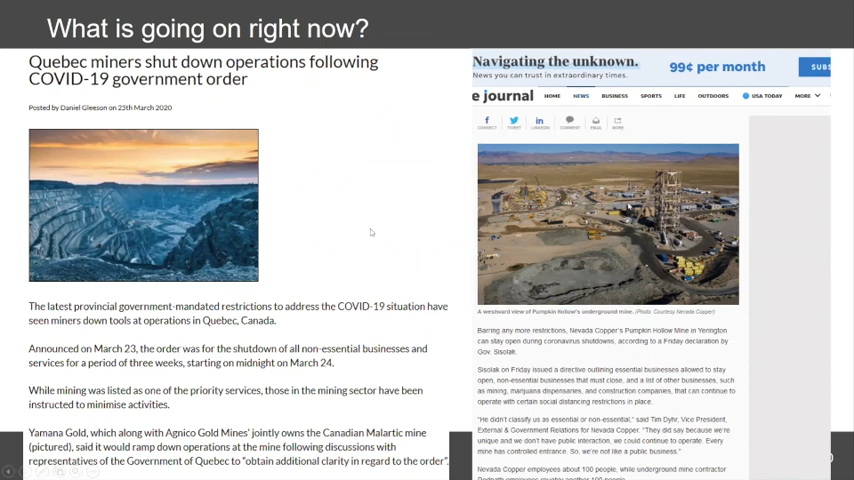 What is going on right now?
Quebec miners shut down operations following
COVID-19 government order
Posted by Daniel Gleeson on 25th March 2020
The latest provincial government-mandated restrictions to address the COVID-19 situation have
seen miners down tools at operations in Quebec, Canada.
Announced on March 23, the order was for the shutdown of all non-essential businesses and
services for a period of three weeks, starting on midnight on March 24.
While mining was listed as one of the priority services, those in the mining sector have been
instructed to minimise activities.
Yamana Gold, which along with Agnico Gold Mines' jointly owns the Canadian Malartic mine
(pictured), said it would ramp down operations at the mine following discussions with
representatives of the Government of Quebec to "obtain additional clarity in regard to the order".
Navigating the unknown.
News you can trust in extraordinary times.
99¢ per month
SUBS
e journal
HOME NEWS BUSINESS SPORTS LIFE OUTDOORS USA TODAY MORE
CONNECT TWEET LINKEDIN COMMENT EMAIL MORE
A westward view of Pumpkin Hollow's underground mine. (Photo: Courtesy Nevada Copper)
Barring any more restrictions, Nevada Copper's Pumpkin Hollow Mine in Yerington
can stay open during coronavirus shutdowns, according to a Friday declaration by
Gov. Sisolak.
Sisolak on Friday issued a directive outlining essential businesses allowed to stay
open, non-essential businesses that must close, and a list of other businesses, such
as mining, marijuana dispensaries, and construction companies, that can continue to
operate with certain social distancing restrictions in place.
"He didn't classify us as essential or non-essential," said Tim Dyhr, Vice President,
External & Government Relations for Nevada Copper. "They did say because we're
unique and we don't have public interaction, we could continue to operate. Every
mine has controlled entrance. So, we're not like a public business."
Nevada Copper employees about 100 people, while underground mine contractor